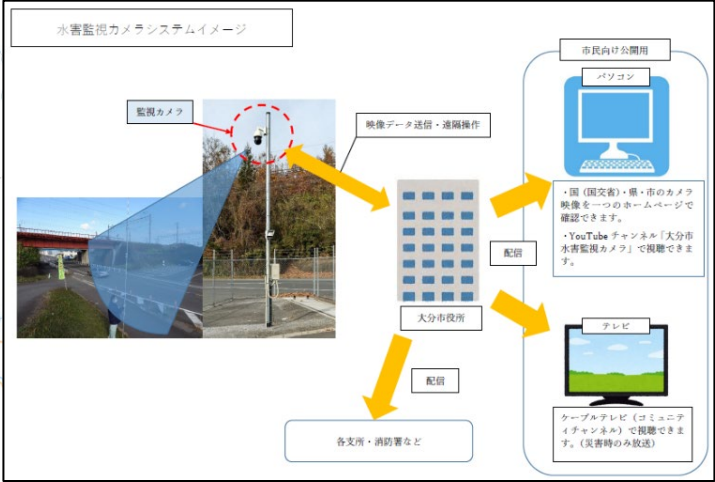 水害監視カメラシステムイメージ
市民向け公開用
パソコン
監視カメラ
映像データ送信・遠隔操作
・国（国交省）・県・市のカメラ
映像を一つのホームページで
確認できます。
・YouTube チャンネル「大分市
水害監視カメラ」で視聴できま
す。
配信
大分市役所
テレビ
配信
ケーブルテレビ（コミュニテ
ィチャンネル）で視聴できま
す。（災害時のみ放送）
各支所・消防署など